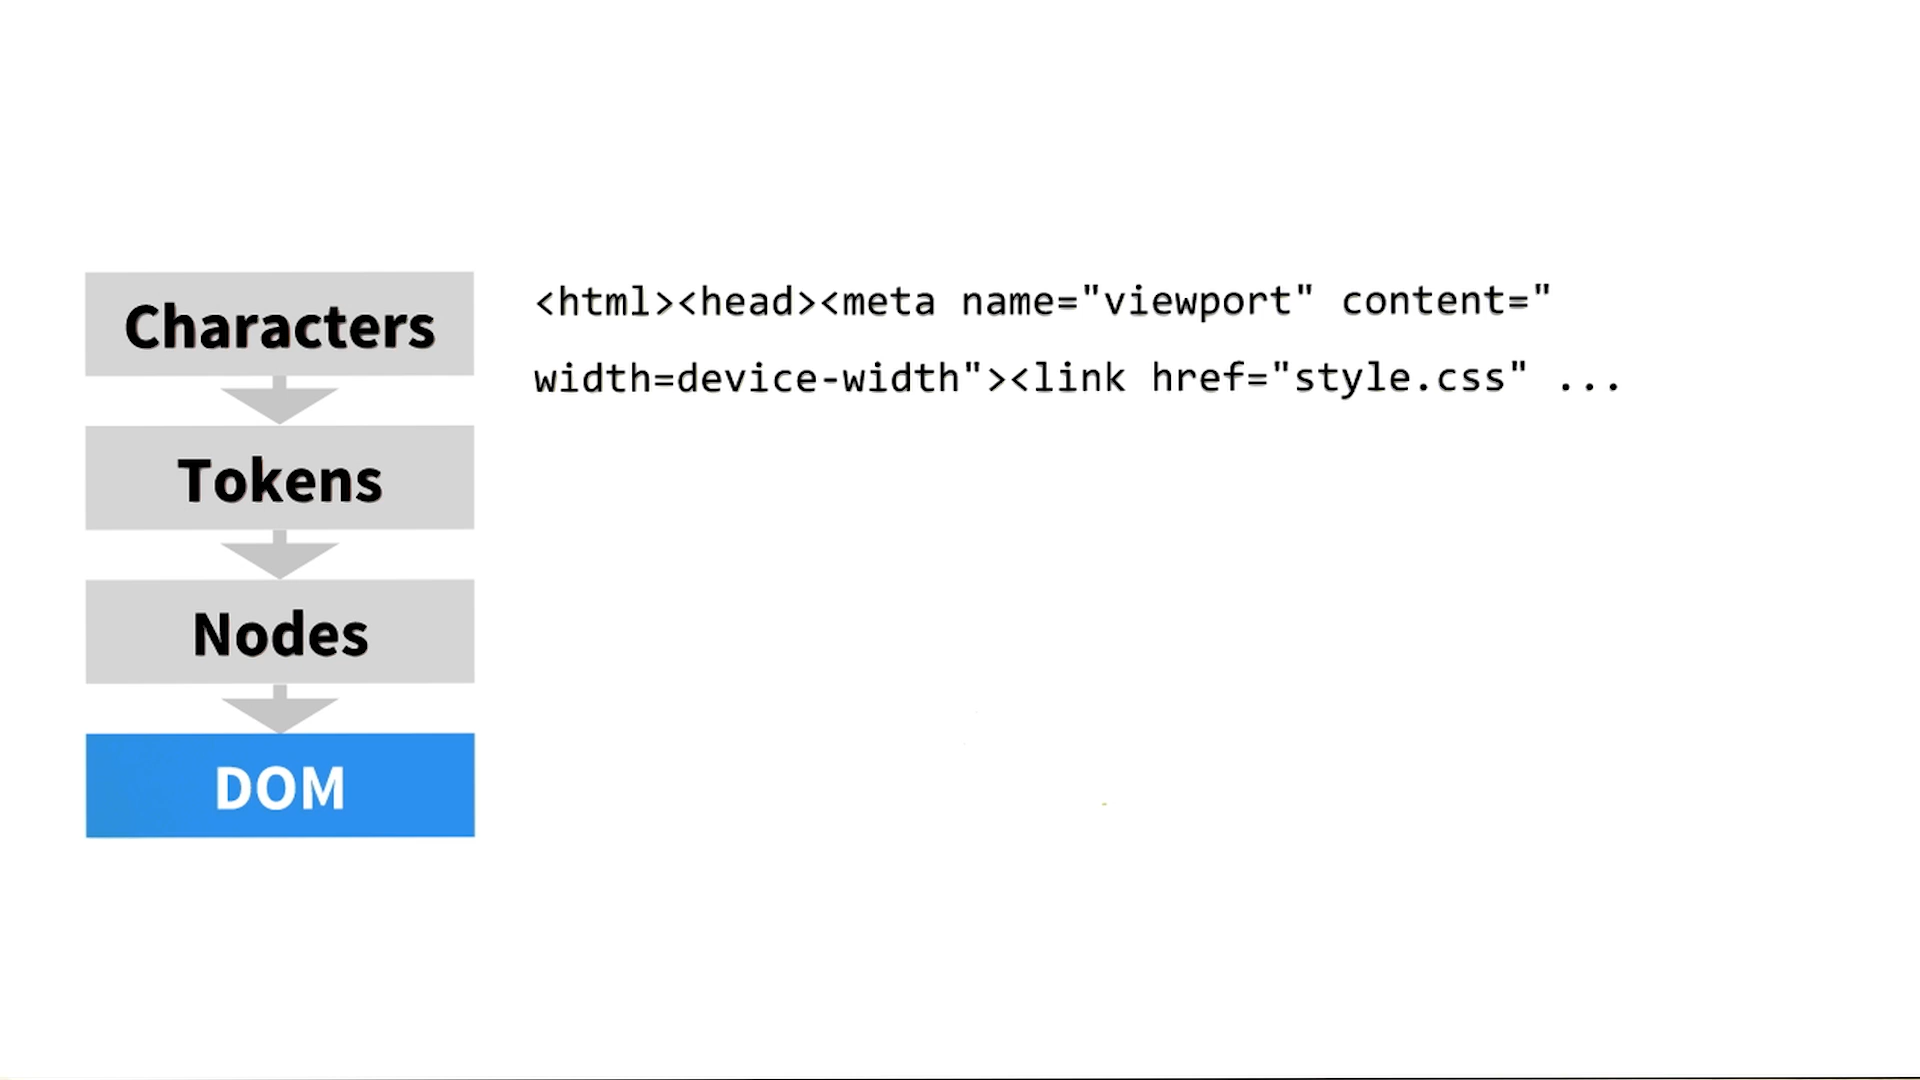 Characters
<html><head><meta name="viewport" content="
width=device-width"><link href="style.css" ...
Tokens
Nodes
DOM